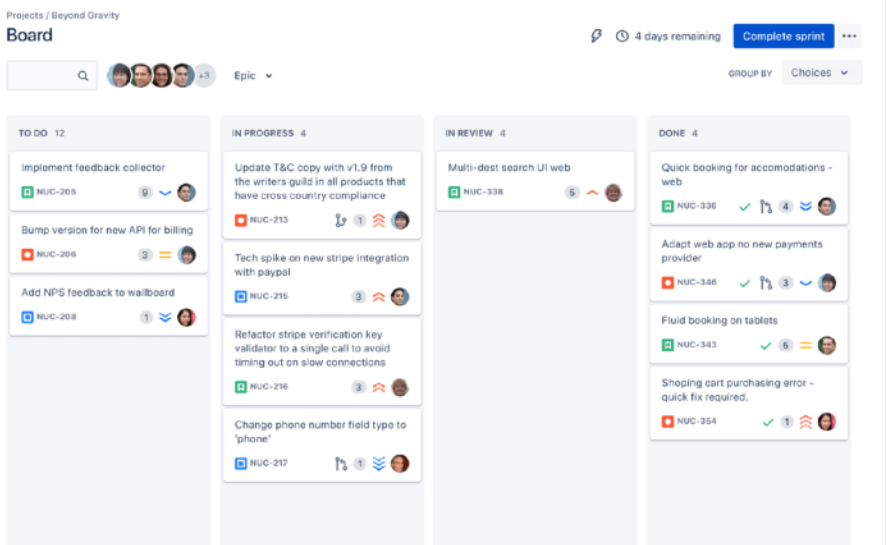 Projects / Beyond Gravity
Board
4 days remaining
Complete sprint
+3
Epic
GROUP BY
Choices
TO DO 12
Implement feedback collector
NUC-205
9
Bump version for new API for billing
NUC-206
3
Add NPS feedback to wallboard
NUC-208
1
IN PROGRESS 4
Update T&C copy with v1.9 from
the writers guild in all products that
have cross country compliance
NUC-213
1
Tech spike on new stripe integration
with paypal
NUC-215
3
Refactor stripe verification key
validator to a single call to avoid
timing out on slow connections
NUC-216
3
Change phone number field type to
'phone'
NUC-217
1
IN REVIEW 4
Multi-dest search UI web
NUC-338
5
DONE 4
Quick booking for accomodations -
web
NUC-336
4
Adapt web app no new payments
provider
NUC-346
3
Fluid booking on tablets
NUC-343
5
Shoping cart purchasing error -
quick fix required.
NUC-354
1